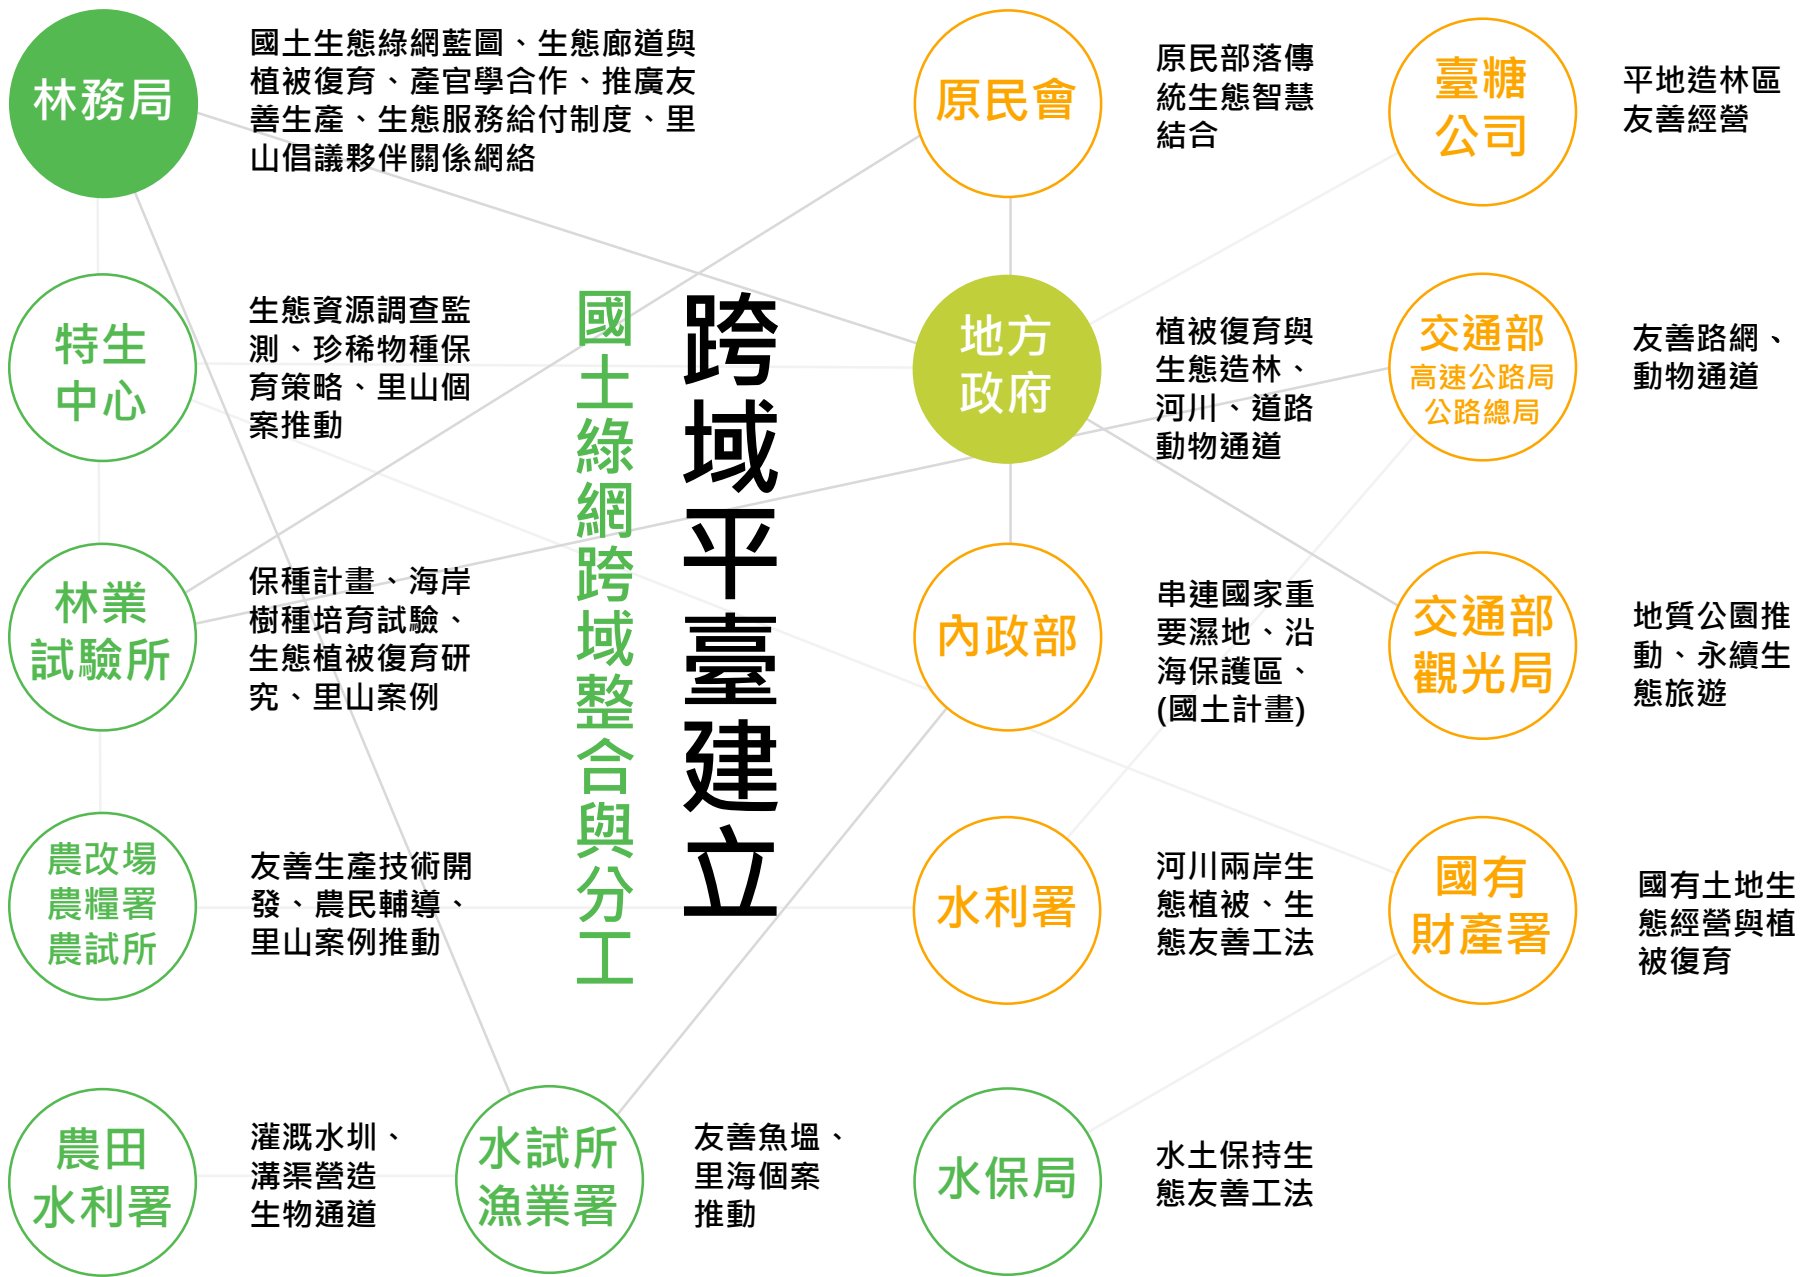 林務局
國土生態綠網藍圖、生態廊道與
植被復育、產官學合作、推廣友
善生產、生態服務給付制度、里
山倡議夥伴關係網絡
原民會
原民部落傳
統生態智慧
結合
臺糖
公司
平地造林區
友善經營
特生
中心
生態資源調查監
測、珍稀物種保
育策略、里山個
案推動
國土綠網跨域整合與分工
跨域平臺建立
地方
政府
植被復育與
生態造林、
河川、道路
動物通道
交通部
高速公路局
公路總局
友善路網、
動物通道
林業
試驗所
保種計畫、海岸
樹種培育試驗、
生態植被復育研
究、里山案例
內政部
串連國家重
要濕地、沿
海保護區、
(國土計畫)
交通部
觀光局
地質公園推
動、永續生
態旅遊
農改場
農糧署
農試所
友善生產技術開
發、農民輔導、
里山案例推動
水利署
河川兩岸生
態植被、生
態友善工法
國有
財產署
國有土地生
態經營與植
被復育
農田
水利署
灌溉水圳、
溝渠營造
生物通道
水試所
漁業署
友善魚塭、
里海個案
推動
水保局
水土保持生
態友善工法